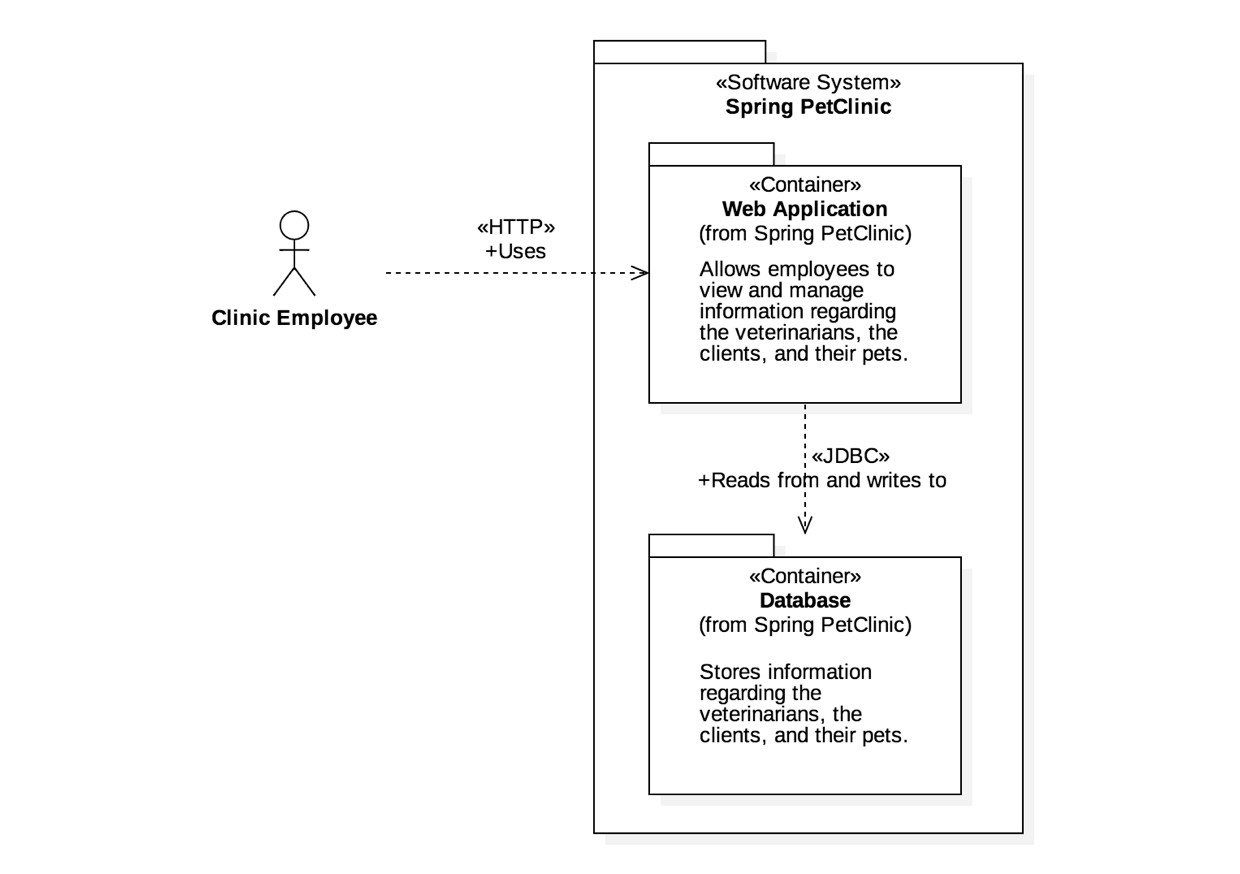 «Software System»
Spring PetClinic
«Container»
Web Application
(from Spring PetClinic)
Allows employees to
view and manage
information regarding
the veterinarians, the
clients, and their pets.
«HTTP»
+Uses
Clinic Employee
«JDBC»
+Reads from and writes to
«Container»
Database
(from Spring PetClinic)
Stores information
regarding the
veterinarians, the
clients, and their pets.